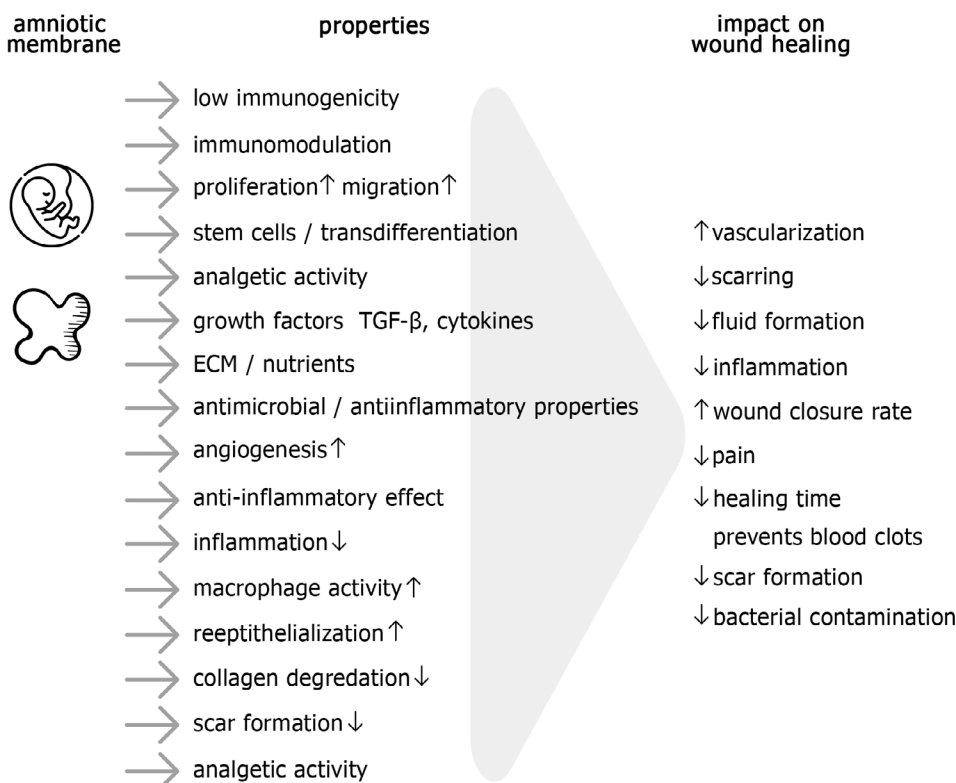 amniotic
membrane
properties
impact on
wound healing
low immunogenicity
immunomodulation
proliferation↑ migration↑
stem cells / transdifferentiation
analgetic activity
growth factors  TGF-β, cytokines
ECM / nutrients
antimicrobial / antiinflammatory properties
angiogenesis↑
anti-inflammatory effect
inflammation↓
macrophage activity↑
reeptithelialization↑
collagen degredation↓
scar formation↓
analgetic activity
↑vascularization
↓scarring
↓fluid formation
↓inflammation
↑wound closure rate
↓pain
↓healing time
prevents blood clots
↓scar formation
↓bacterial contamination